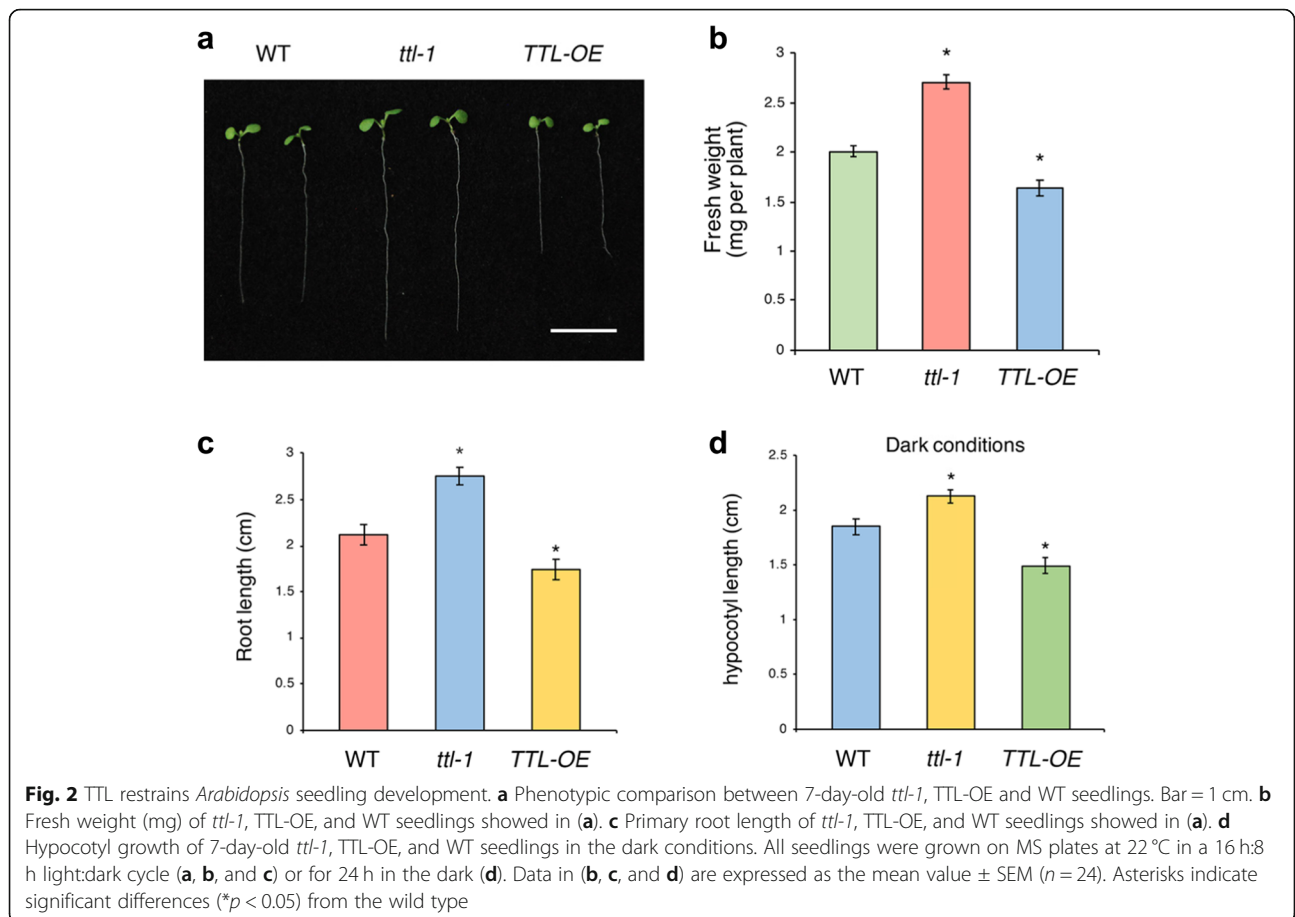 a
WT ttl-1 TTL-OE
b
3
2.5
2
1.5
1
0.5
0
Fresh weight
(mg per plant)
*
*
WT ttl-1 TTL-OE
c
3
2.5
2
1.5
1
0.5
0
Root length (cm)
*
*
WT ttl-1 TTL-OE
d
Dark conditions
2.5
2
1.5
1
0.5
0
hypocotyl length (cm)
*
*
WT ttl-1 TTL-OE
Fig. 2 TTL restrains Arabidopsis seedling development. a Phenotypic comparison between 7-day-old ttl-1, TTL-OE and WT seedlings. Bar = 1 cm. b
Fresh weight (mg) of ttl-1, TTL-OE, and WT seedlings showed in (a). c Primary root length of ttl-1, TTL-OE, and WT seedlings showed in (a). d
Hypocotyl growth of 7-day-old ttl-1, TTL-OE, and WT seedlings in the dark conditions. All seedlings were grown on MS plates at 22 °C in a 16 h:8
h light:dark cycle (a, b, and c) or for 24 h in the dark (d). Data in (b, c, and d) are expressed as the mean value ± SEM (n = 24). Asterisks indicate
significant differences (*p < 0.05) from the wild type